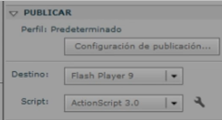 PUBLICAR
Perfil: Predeterminado
Configuración de publicación...
Destino: Flash Player 9
Script: ActionScript 3.0